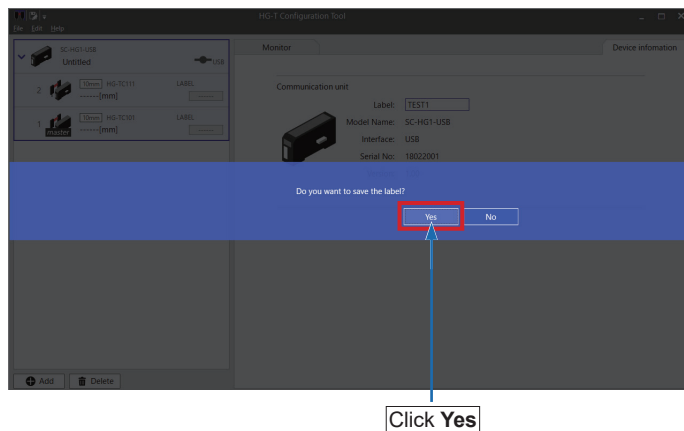 HG-1 Configuration Tool
File Edit Help
SC-HG1-USB
Untitled
USB
2 10mm HG-TC111 LABEL
------[mm] ------
1 10mm HG-TC101 LABEL
master ------[mm] ------
Monitor
Device infomation
Communication unit
Label: TEST1
Model Name: SC-HG1-USB
Interface: USB
Serial No: 18022001
Do you want to save the label?
Yes No
Add Delete
Click Yes